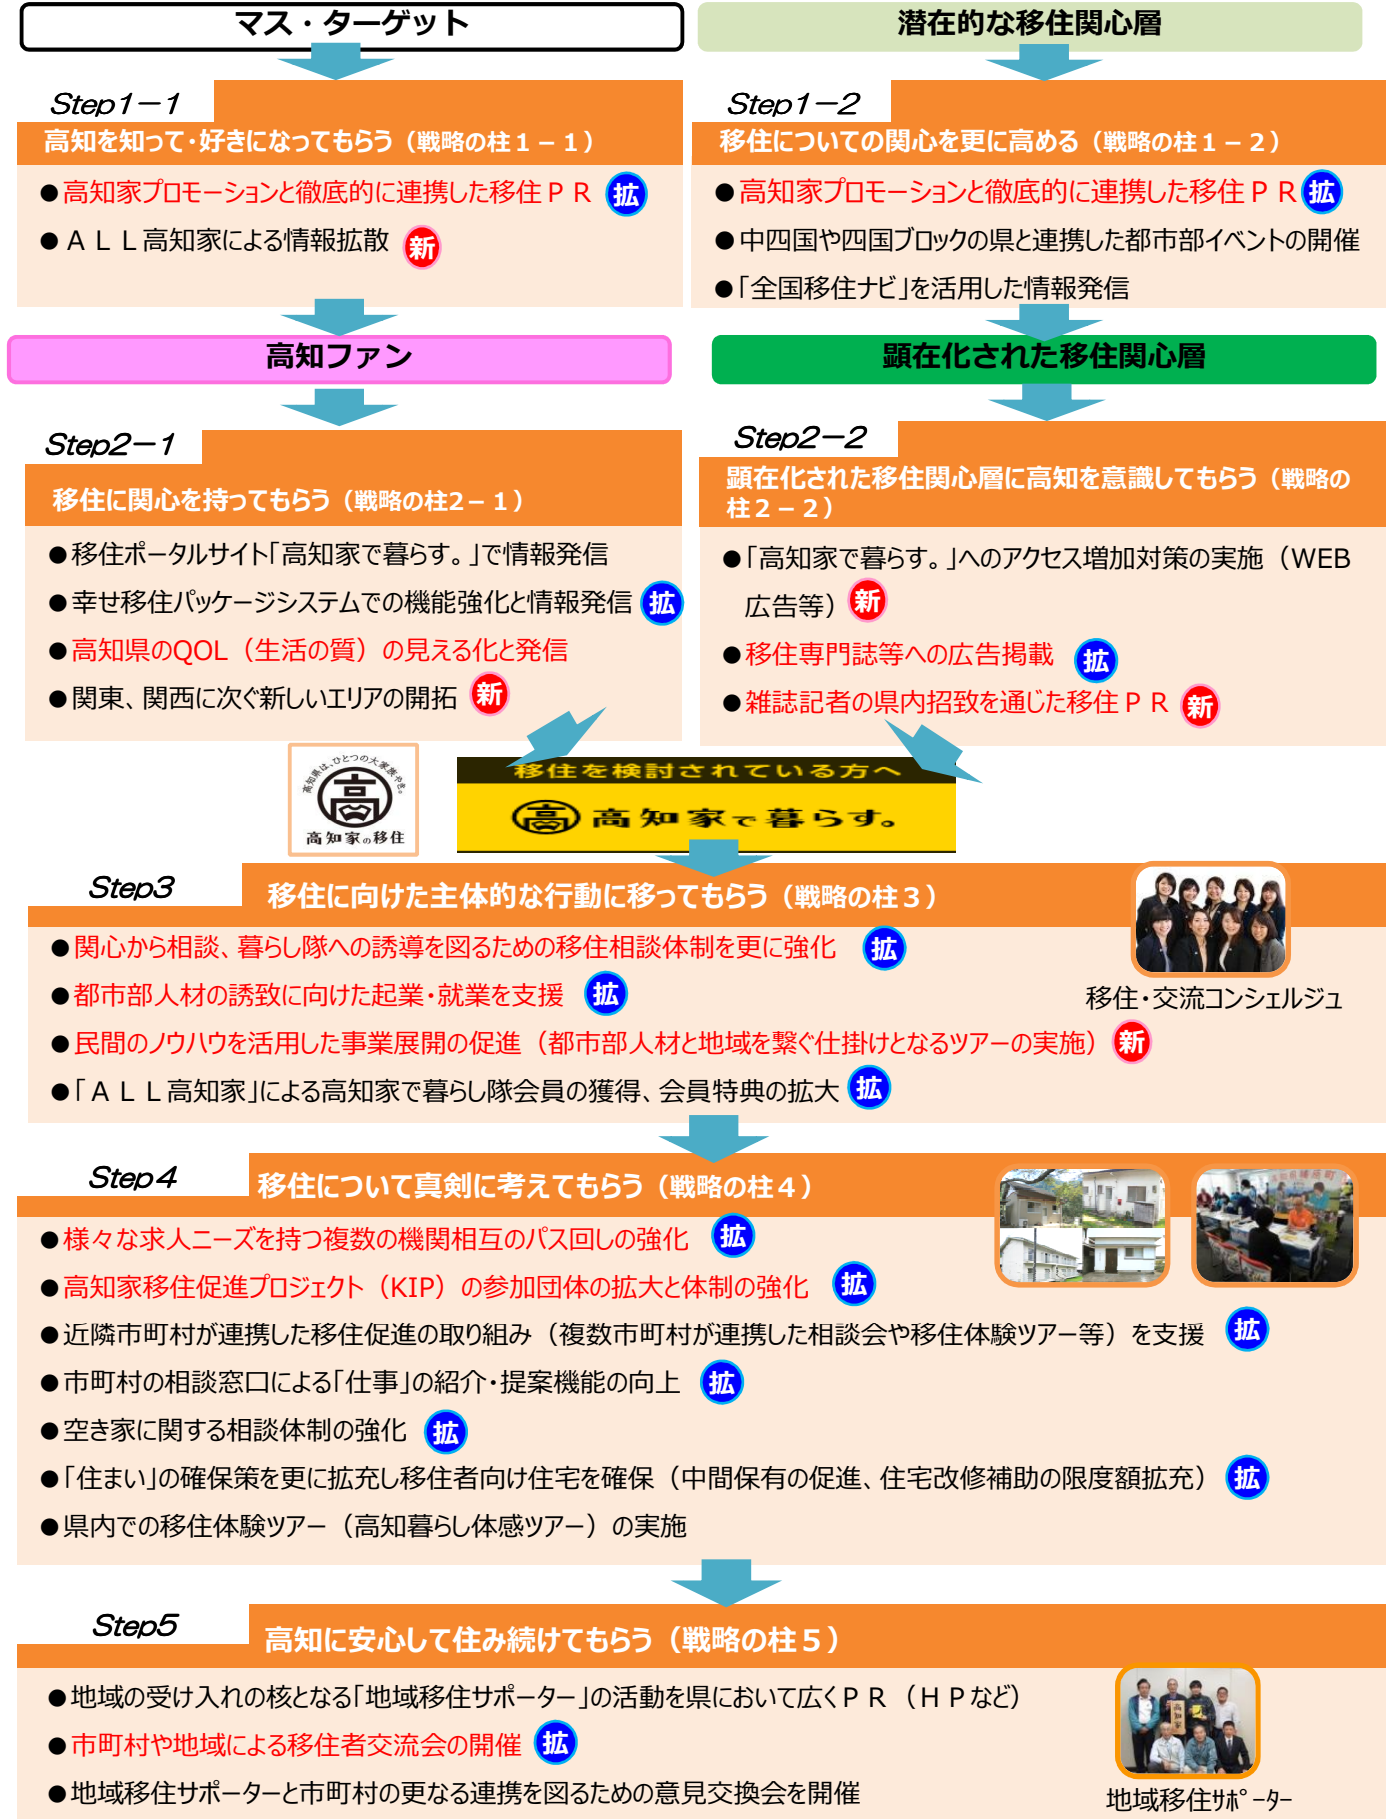 マス・ターゲット
Step1－1
高知を知って・好きになってもらう（戦略の柱１－１）
●高知家プロモーションと徹底的に連携した移住ＰＲ 拡
●ＡＬＬ高知家による情報拡散 新
潜在的な移住関心層
Step1－2
移住についての関心を更に高める（戦略の柱１－２）
●高知家プロモーションと徹底的に連携した移住ＰＲ 拡
●中四国や四国ブロックの県と連携した都市部イベントの開催
●「全国移住ナビ」を活用した情報発信
高知ファン
Step2－1
移住に関心を持ってもらう（戦略の柱2－１）
●移住ポータルサイト「高知家で暮らす。」で情報発信
●幸せ移住パッケージシステムでの機能強化と情報発信 拡
●高知県のQOL（生活の質）の見える化と発信
●関東、関西に次ぐ新しいエリアの開拓 新
顕在化された移住関心層
Step2－2
顕在化された移住関心層に高知を意識してもらう（戦略の
柱２－２）
●「高知家で暮らす。」へのアクセス増加対策の実施（WEB
広告等） 新
●移住専門誌等への広告掲載 拡
●雑誌記者の県内招致を通じた移住ＰＲ 新
高知県は、ひとつの大家族やき。
高
高知家の移住
移住を検討されている方へ
高 高知家で暮らす。
Step3
移住に向けた主体的な行動に移ってもらう（戦略の柱３）
●関心から相談、暮らし隊への誘導を図るための移住相談体制を更に強化 拡
●都市部人材の誘致に向けた起業・就業を支援 拡
移住・交流コンシェルジュ
●民間のノウハウを活用した事業展開の促進（都市部人材と地域を繋ぐ仕掛けとなるツアーの実施） 新
●「ＡＬＬ高知家」による高知家で暮らし隊会員の獲得、会員特典の拡大 拡
Step4
移住について真剣に考えてもらう（戦略の柱４）
●様々な求人ニーズを持つ複数の機関相互のパス回しの強化 拡
●高知家移住促進プロジェクト（KIP）の参加団体の拡大と体制の強化 拡
●近隣市町村が連携した移住促進の取り組み（複数市町村が連携した相談会や移住体験ツアー等）を支援 拡
●市町村の相談窓口による「仕事」の紹介・提案機能の向上 拡
●空き家に関する相談体制の強化 拡
●「住まい」の確保策を更に拡充し移住者向け住宅を確保（中間保有の促進、住宅改修補助の限度額拡充） 拡
●県内での移住体験ツアー（高知暮らし体感ツアー）の実施
Step5
高知に安心して住み続けてもらう（戦略の柱５）
●地域の受け入れの核となる「地域移住サポーター」の活動を県において広くＰＲ（ＨＰなど）
●市町村や地域による移住者交流会の開催 拡
●地域移住サポーターと市町村の更なる連携を図るための意見交換会を開催
地域移住ｻﾎﾟｰﾀｰ